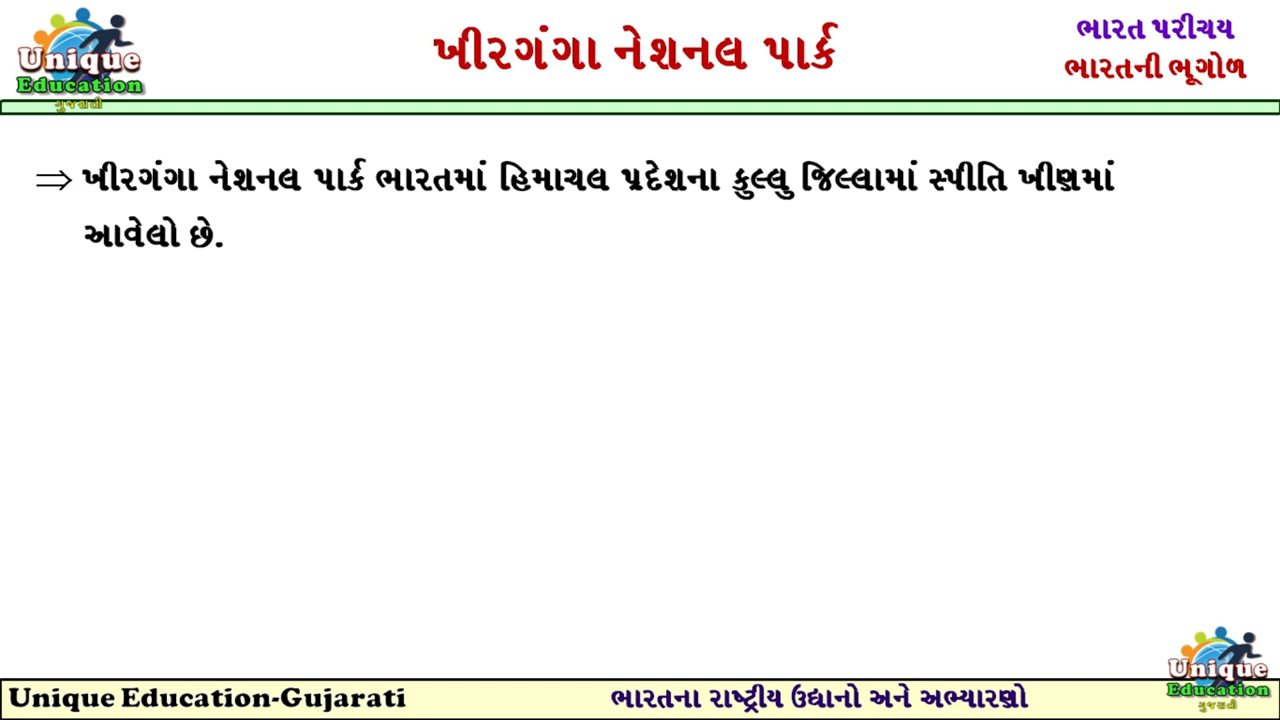 Unique
Education
ગુજરાતી
ખીરગંગા નેશનલ પાર્ક
ભારત પરીચય
ભારતની ભૂગોળ
⇒ ખીરગંગા નેશનલ પાર્ક ભારતમાં હિમાચલ પ્રદેશના કુલ્લુ જિલ્લામાં સ્પીતિ ખીણમાં
આવેલો છે.
Unique Education-Gujarati
ભારતના રાષ્ટ્રીય ઉદ્યાનો અને અભ્યારણો
Unique
Education
ગુજરાતી